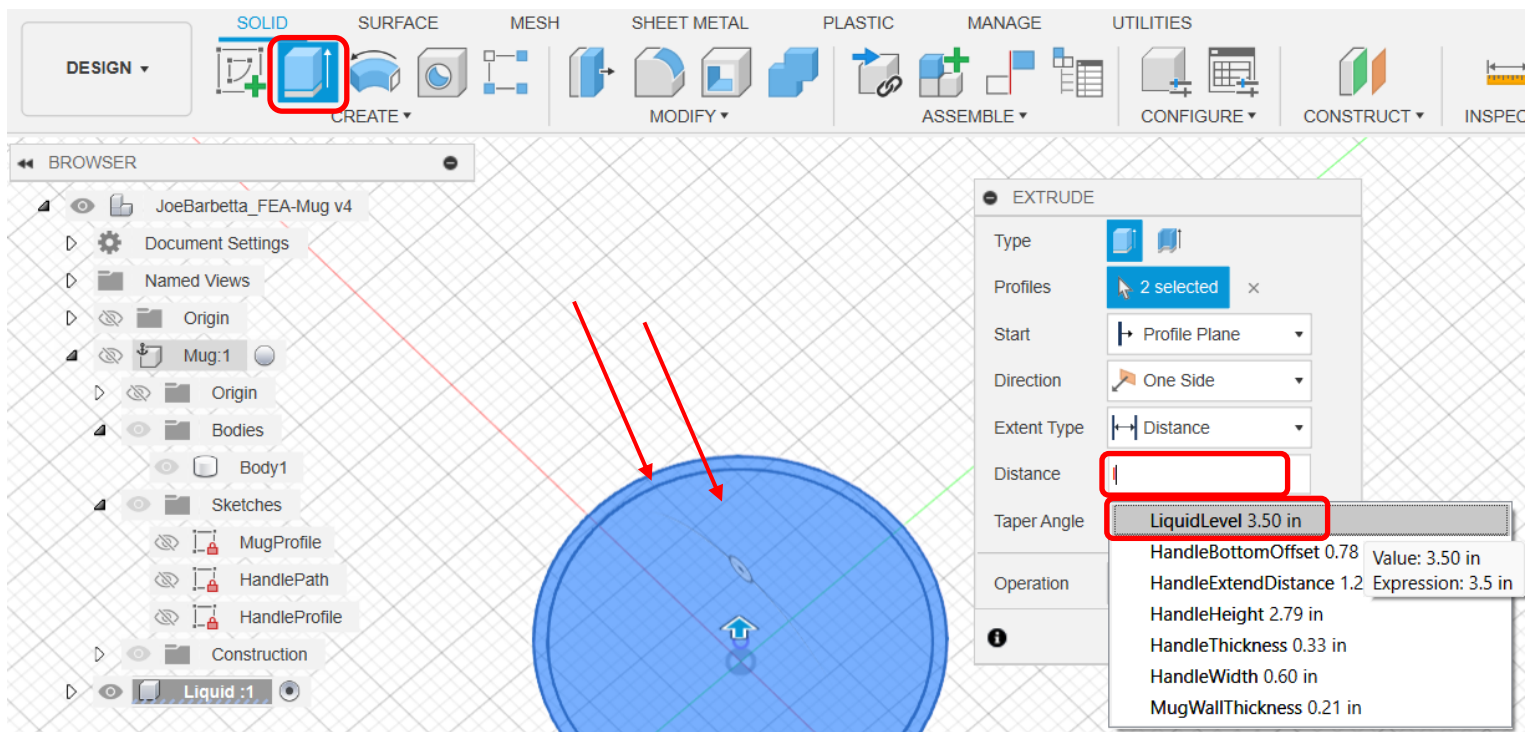 SOLID SURFACE MESH SHEET METAL PLASTIC MANAGE UTILITIES
DESIGN
CREATE MODIFY ASSEMBLE CONFIGURE CONSTRUCT INSPEC
BROWSER
JoeBarbetta_FEA-Mug v4
Document Settings
Named Views
Origin
Mug:1
Origin
Bodies
Body1
Sketches
MugProfile
HandlePath
HandleProfile
Construction
Liquid :1
EXTRUDE
Type
Profiles 2 selected
Start Profile Plane
Direction One Side
Extent Type Distance
Distance l
Taper Angle
Operation
LiquidLevel 3.50 in
HandleBottomOffset 0.78
HandleExtendDistance 1.2
HandleHeight 2.79 in
HandleThickness 0.33 in
HandleWidth 0.60 in
MugWallThickness 0.21 in
Value: 3.50 in
Expression: 3.5 in